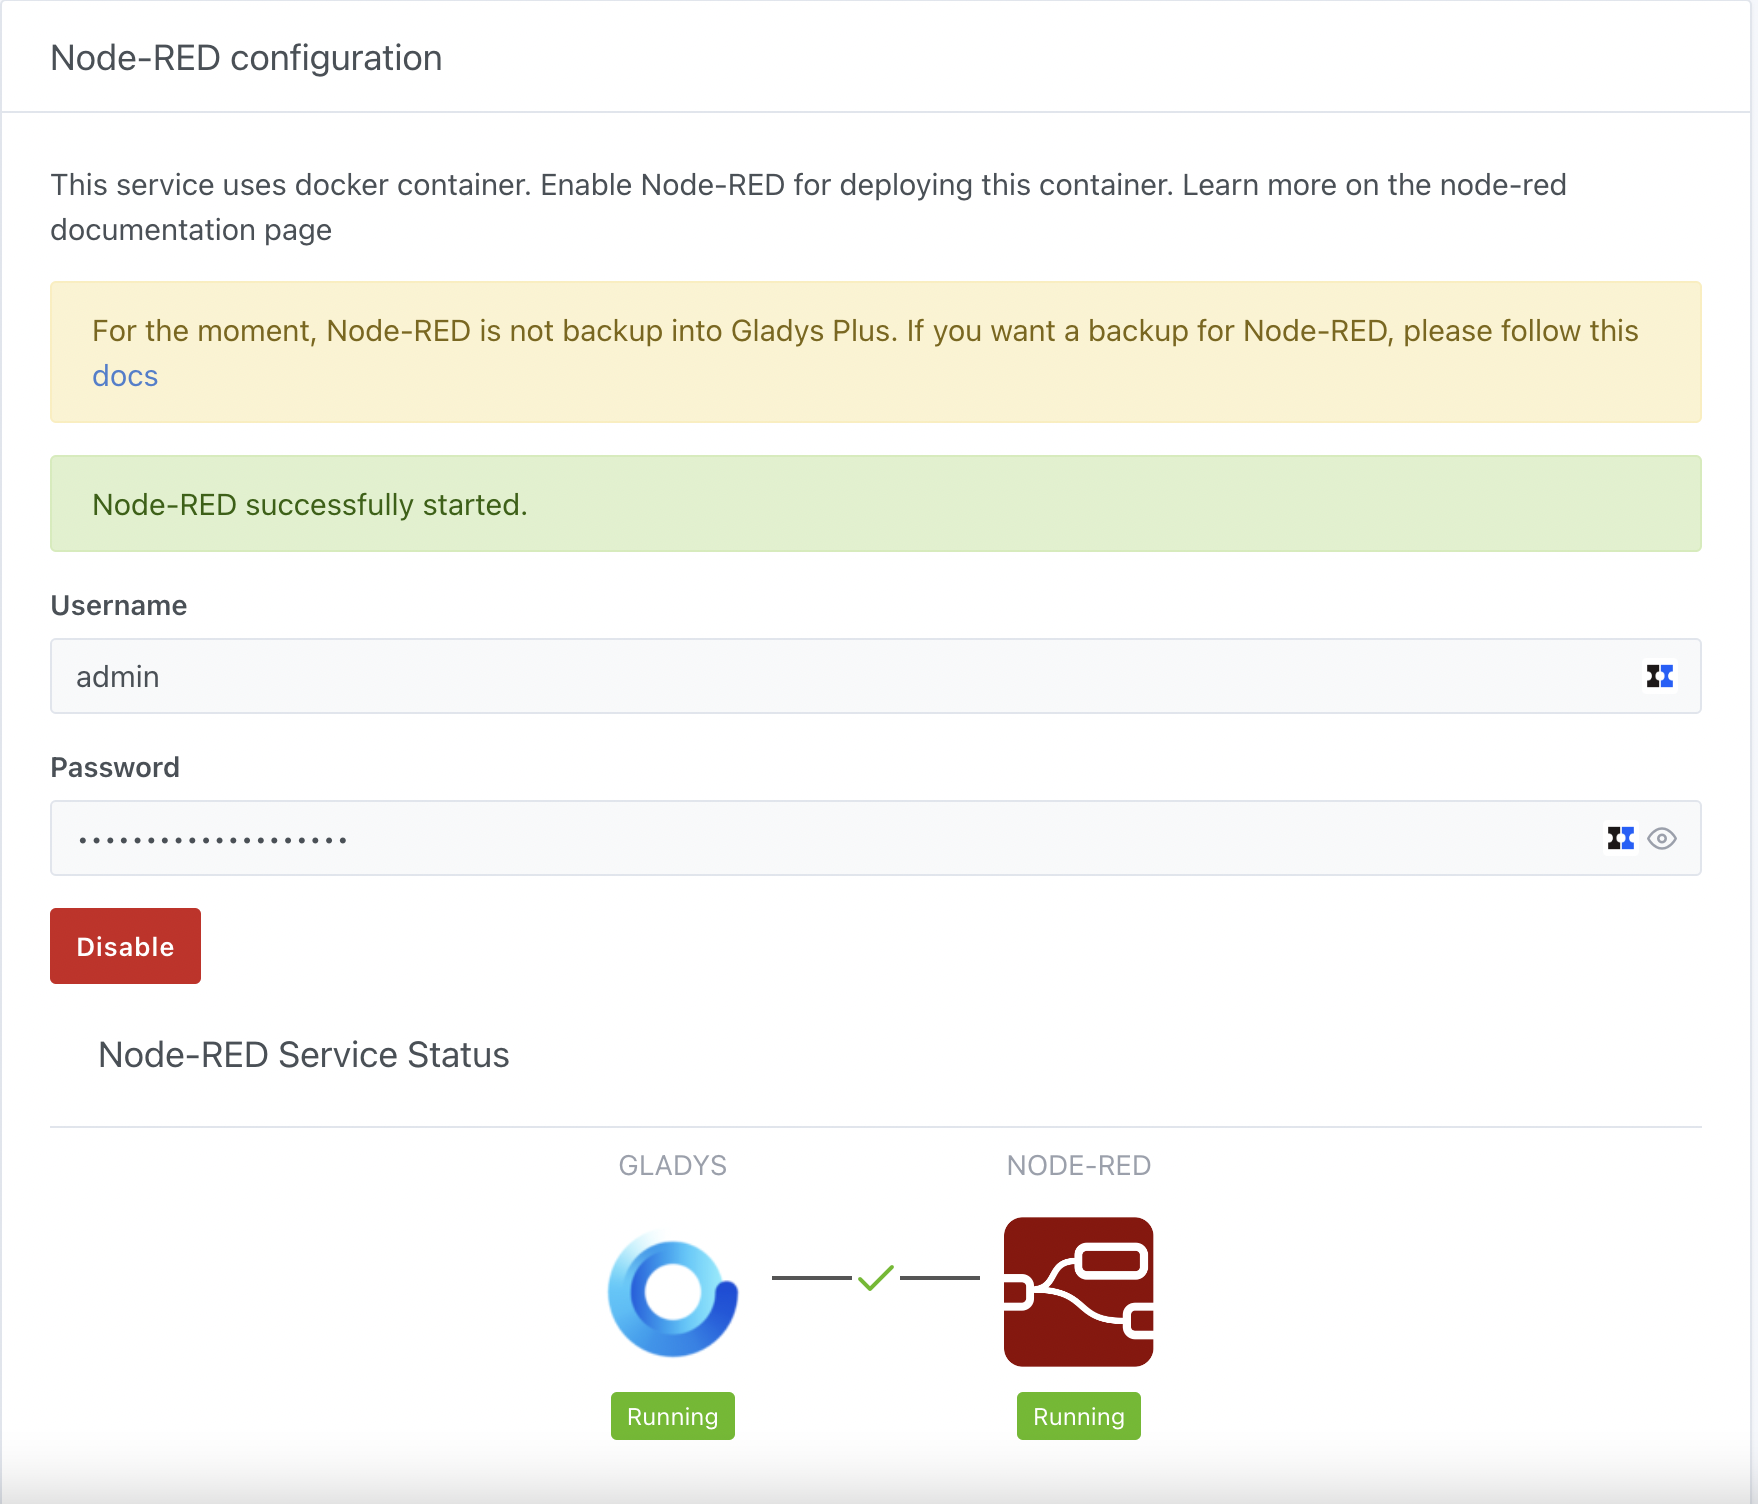 Node-RED configuration
This service uses docker container. Enable Node-RED for deploying this container. Learn more on the node-red
documentation page
For the moment, Node-RED is not backup into Gladys Plus. If you want a backup for Node-RED, please follow this
docs
Node-RED successfully started.
Username
admin
Password
••••••••••••••••••••
Disable
Node-RED Service Status
GLADYS
NODE-RED
Running
Running